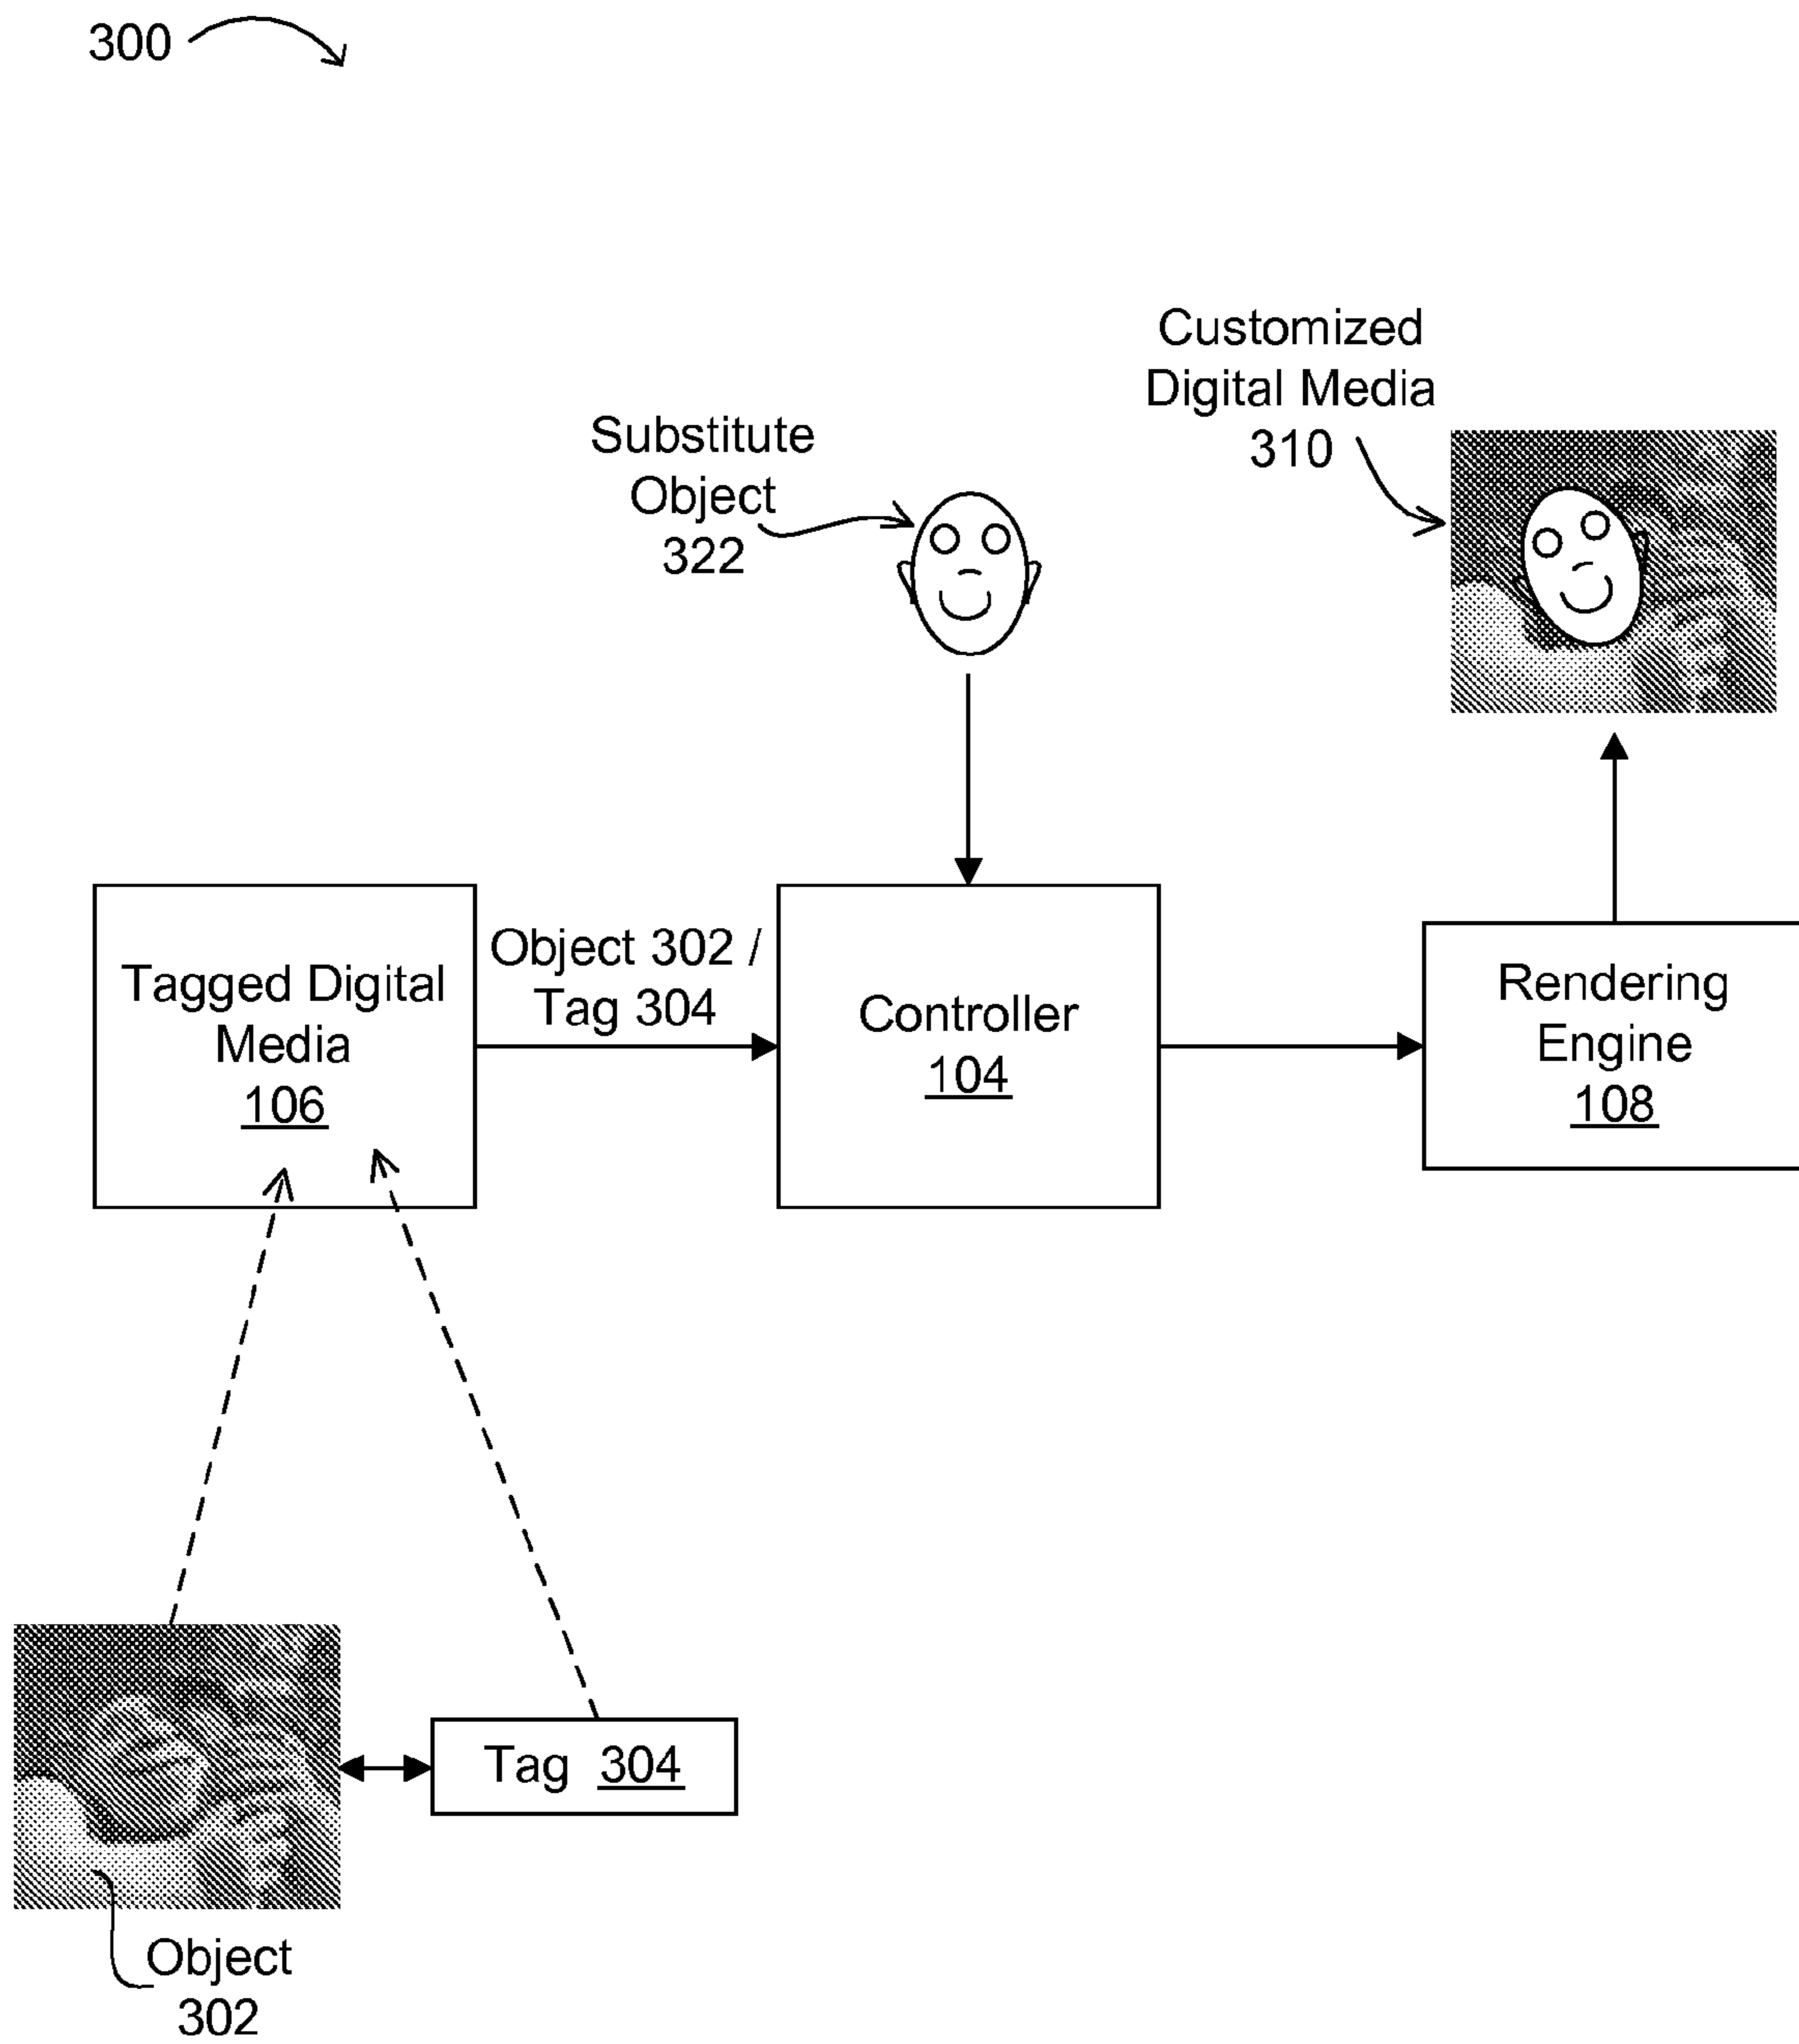 300
Customized
Digital Media
310
Substitute
Object
322
Tagged Digital
Media
106
Object 302 /
Tag 304
Controller
104
Rendering
Engine
108
Tag 304
Object
302